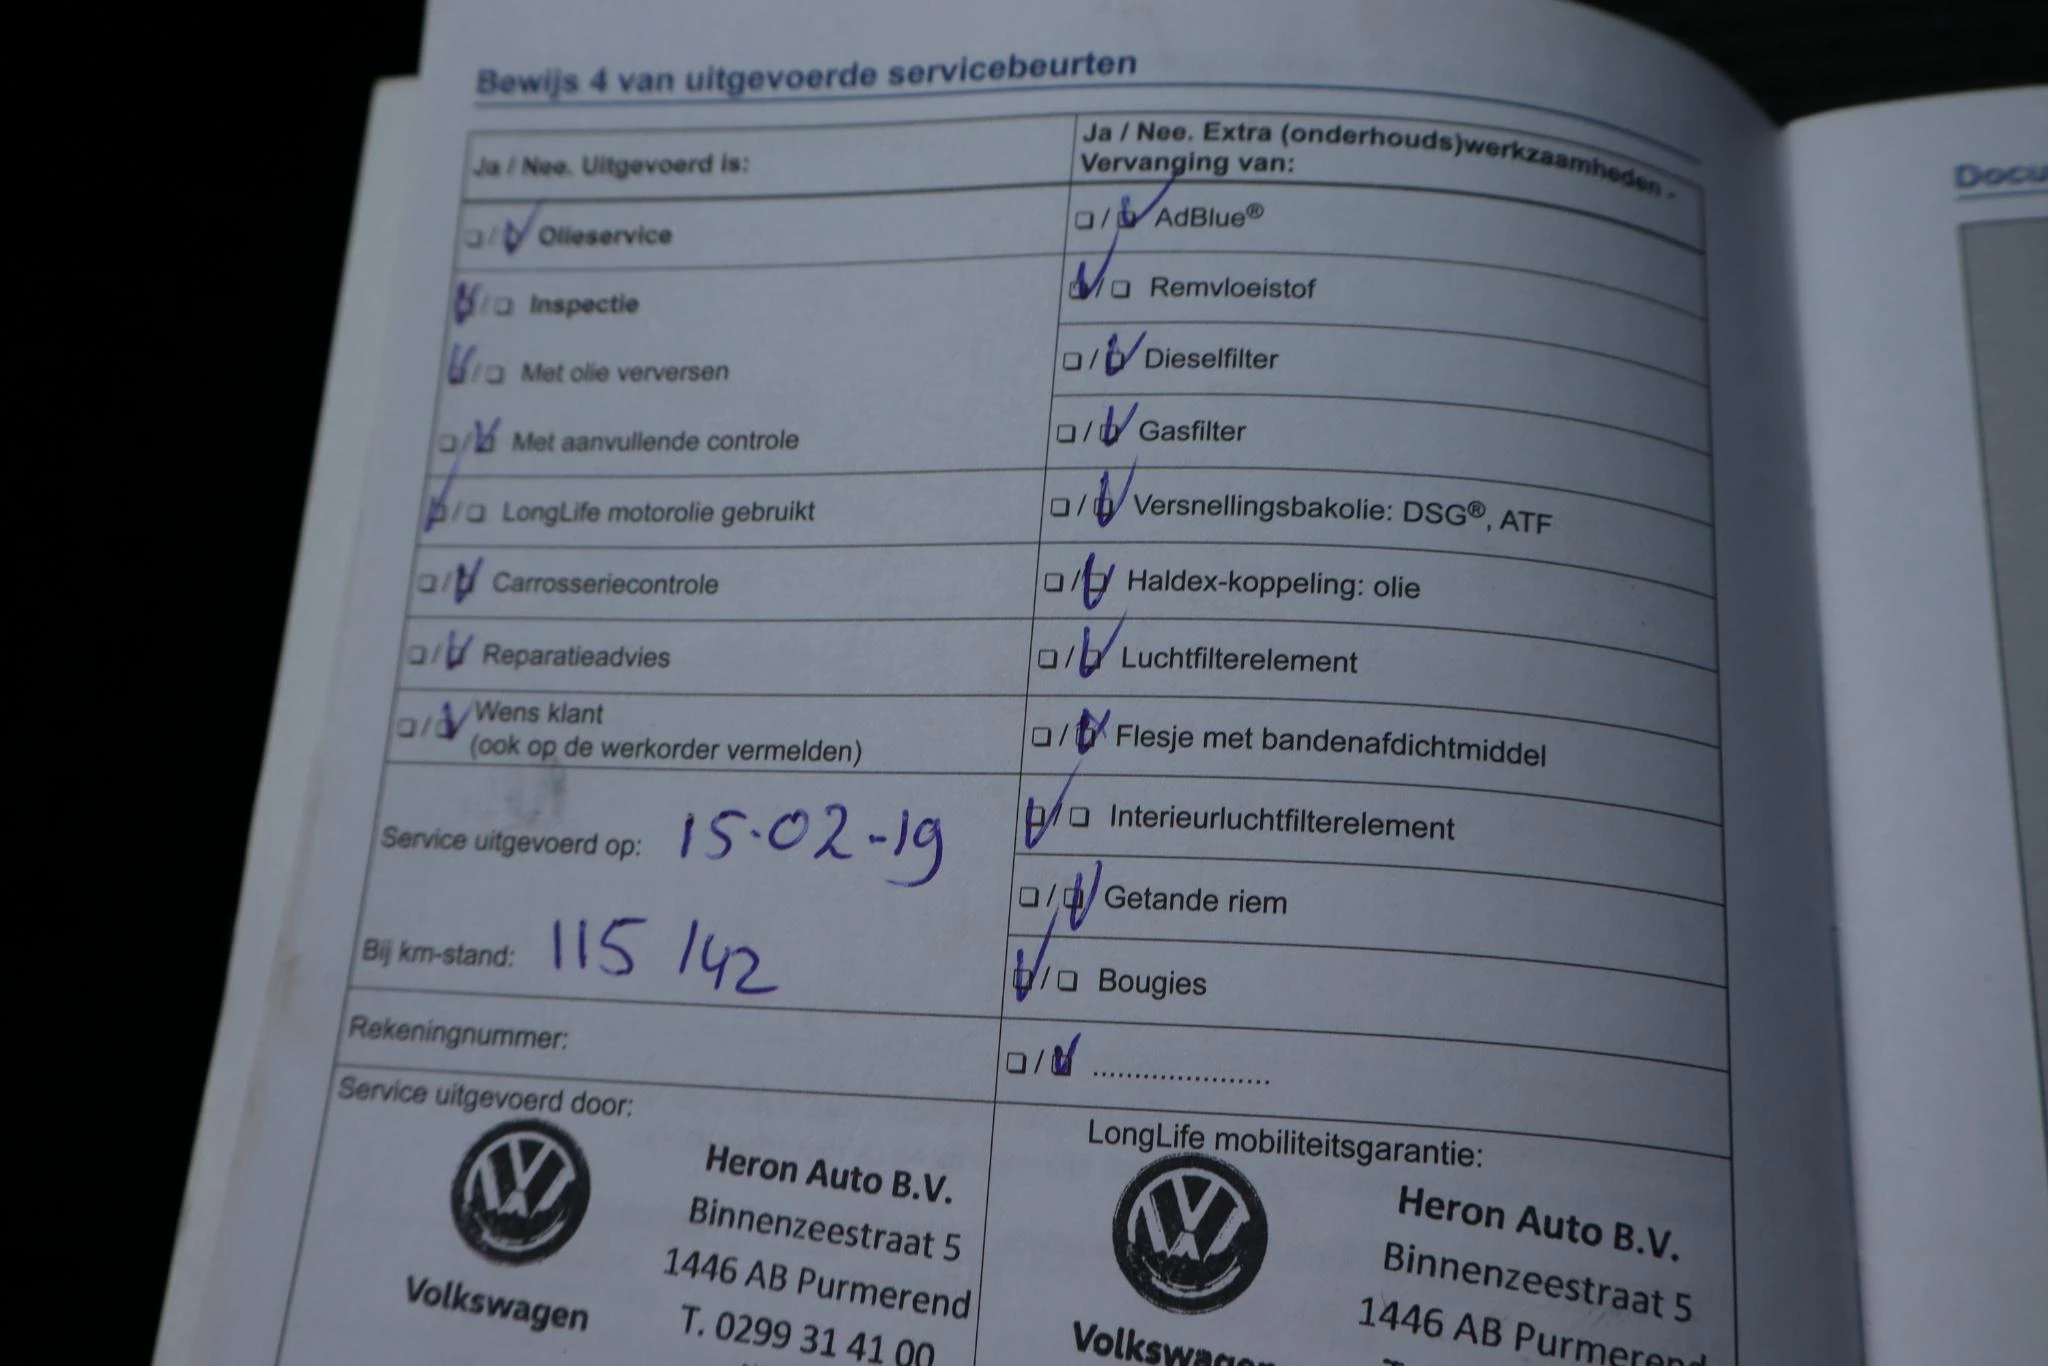 Bewijs 4 van uitgevoerde servicebeurten
Ja / Nee. Uitgevoerd is:
Olieservice
Inspectie
Met olie verversen
Met aanvullende controle
LongLife motorolie gebruikt
Carrosseriecontrole
Reparatieadvies
Wens klant
(ook op de werkorder vermelden)
Service uitgevoerd op: 15-02-19
Bij km-stand: 115 142
Rekeningnummer:
Service uitgevoerd door:
Heron Auto B.V.
Binnenzeestraat 5
1446 AB Purmerend
T. 0299 31 41 00
Volkswagen
Ja / Nee. Extra (onderhouds)werkzaamheden -
Vervanging van:
AdBlue®
Remvloeistof
Dieselfilter
Gasfilter
Versnellingsbakolie: DSG®, ATF
Haldex-koppeling: olie
Luchtfilterelement
Flesje met bandenafdichtmiddel
Interieurluchtfilterelement
Getande riem
Bougies
.....................
LongLife mobiliteitsgarantie:
Heron Auto B.V.
Binnenzeestraat 5
1446 AB Purmerend
Volkswagen
Docu